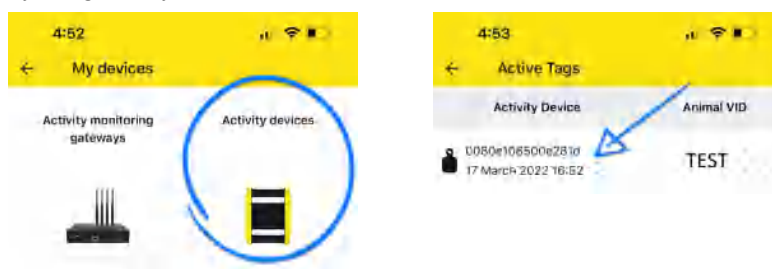 4:52
My devices
Activity monitoring
gateways
Activity devices
4:53
Active Tags
Activity Device
Animal VID
0080e106500e281d
17 March 2022 16:52
TEST